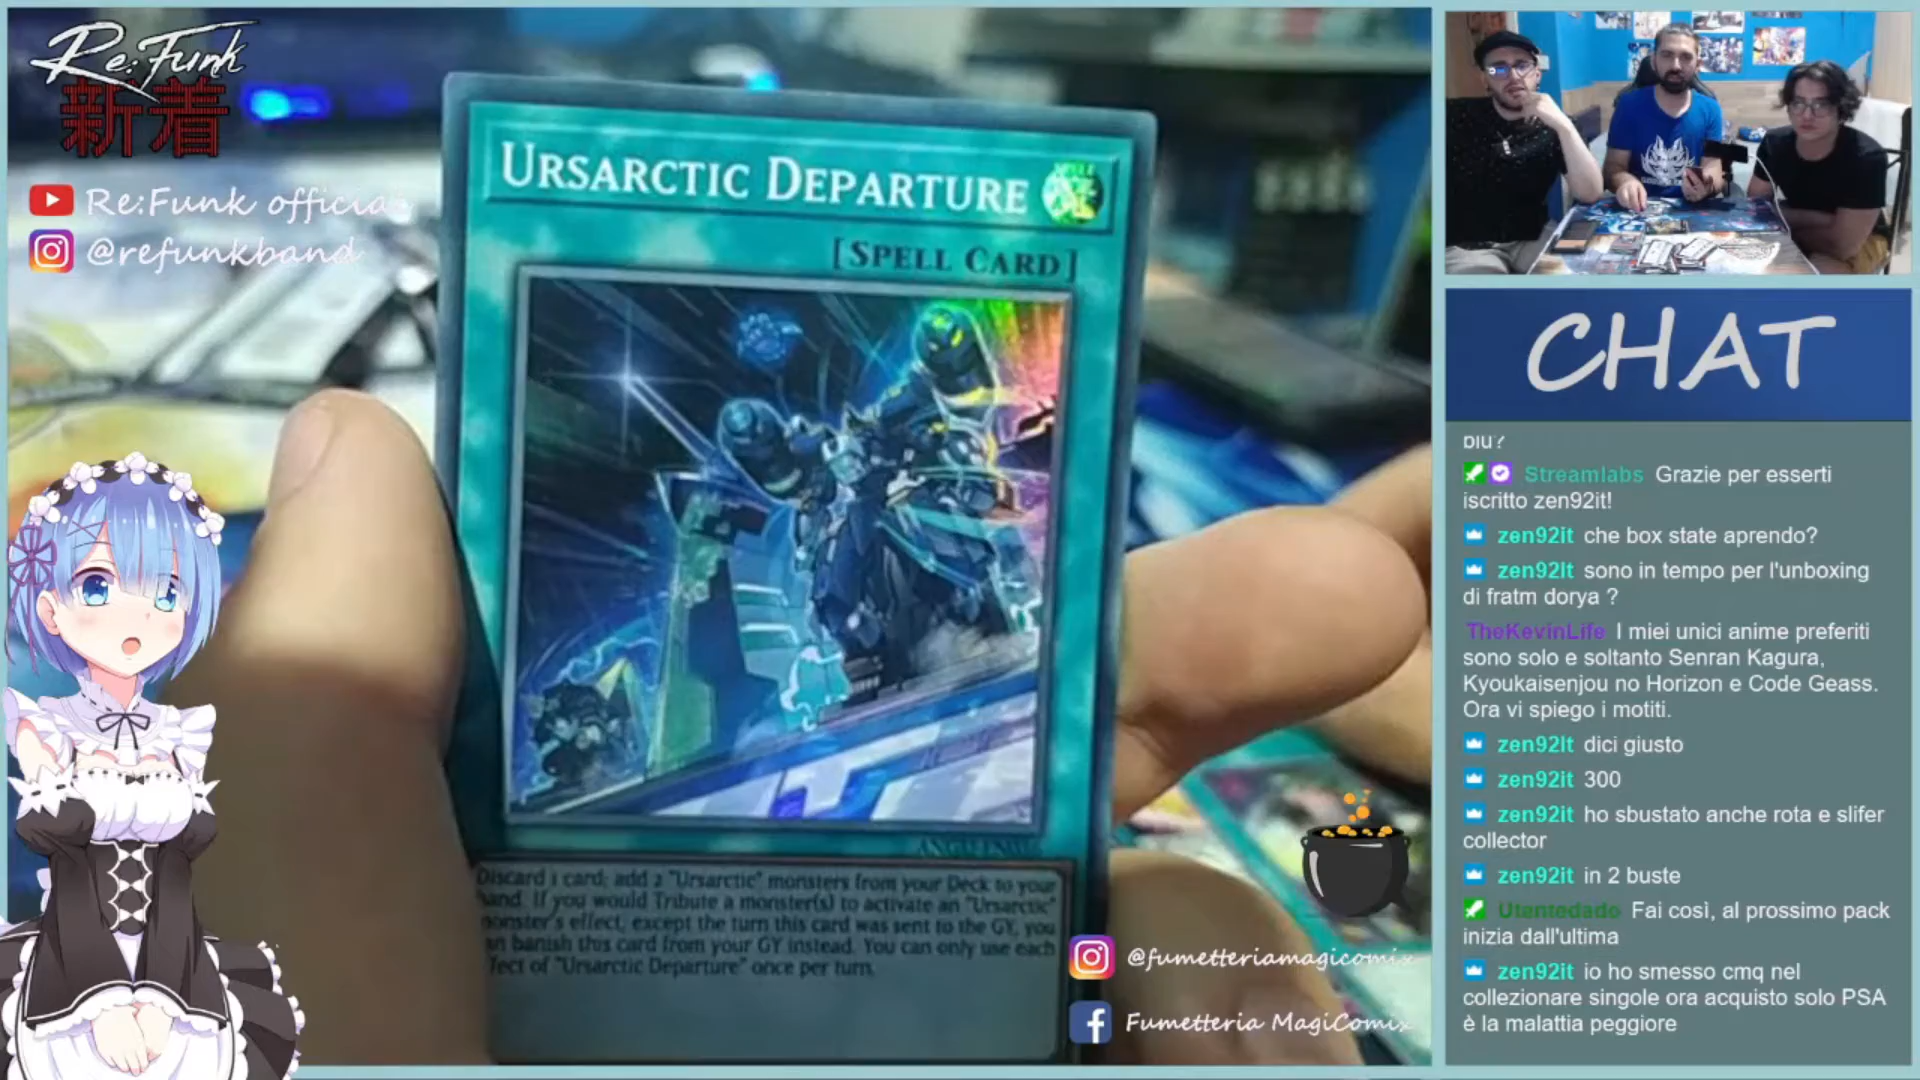 Re:Funk
新着
Re:Funk official
@refunkband
URSARCTIC DEPARTURE
[SPELL CARD]
Discard 1 card; add 2 "Ursarctic" monsters from your Deck to your
hand. If you would Tribute a monster(s) to activate an "Ursarctic"
monster's effect, except the turn this card was sent to the GY, you
can banish this card from your GY instead. You can only use each
effect of "Ursarctic Departure" once per turn.
@fumetteriamagicomix
Fumetteria MagiComix
CHAT
più?
Streamlabs Grazie per esserti
iscritto zen92it!
zen92it che box state aprendo?
zen92it sono in tempo per l'unboxing
di fratm dorya ?
TheKevinLife I miei unici anime preferiti
sono solo e soltanto Senran Kagura,
Kyoukaisenjou no Horizon e Code Geass.
Ora vi spiego i motiti.
zen92it dici giusto
zen92it 300
zen92it ho sbustato anche rota e slifer
collector
zen92it in 2 buste
Utentedado Fai così, al prossimo pack
inizia dall'ultima
zen92it io ho smesso cmq nel
collezionare singole ora acquisto solo PSA
è la malattia peggiore